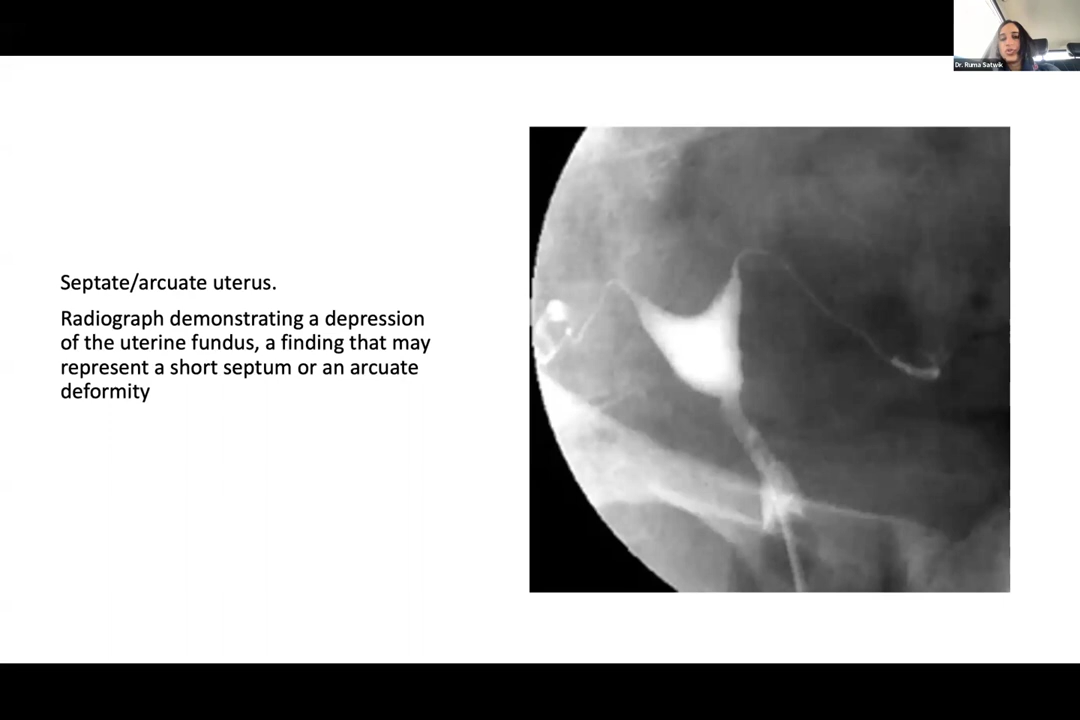 Dr. Ruma Satwik
Septate/arcuate uterus.
Radiograph demonstrating a depression
of the uterine fundus, a finding that may
represent a short septum or an arcuate
deformity